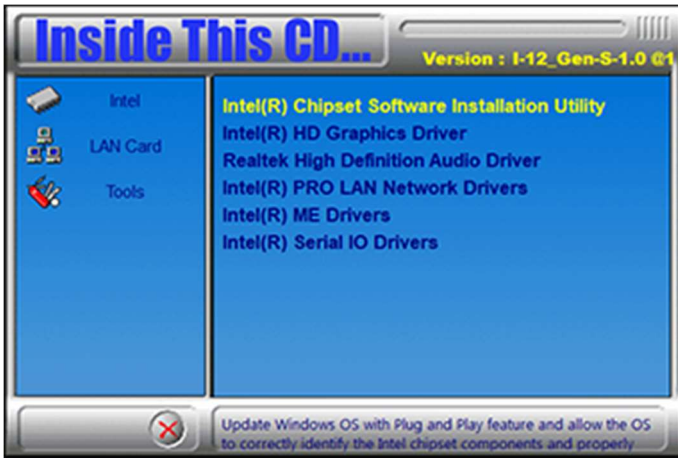 Inside This CD...
Version : I-12_Gen-S-1.0 @1
Intel
LAN Card
Tools
Intel(R) Chipset Software Installation Utility
Intel(R) HD Graphics Driver
Realtek High Definition Audio Driver
Intel(R) PRO LAN Network Drivers
Intel(R) ME Drivers
Intel(R) Serial IO Drivers
Update Windows OS with Plug and Play feature and allow the OS
to correctly identify the Intel chipset components and properly